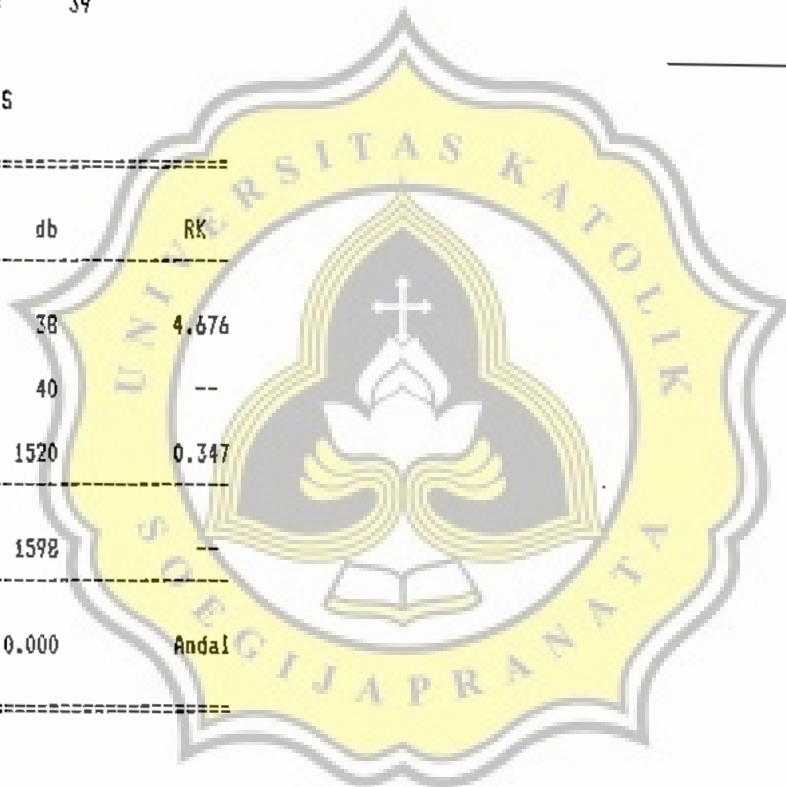 39
S
db RK
38 4.676
40 --
1520 0.347
1598 --
0.000 Andal
UNIVERSITAS KATOLIK
SOEGIJAPRANATA